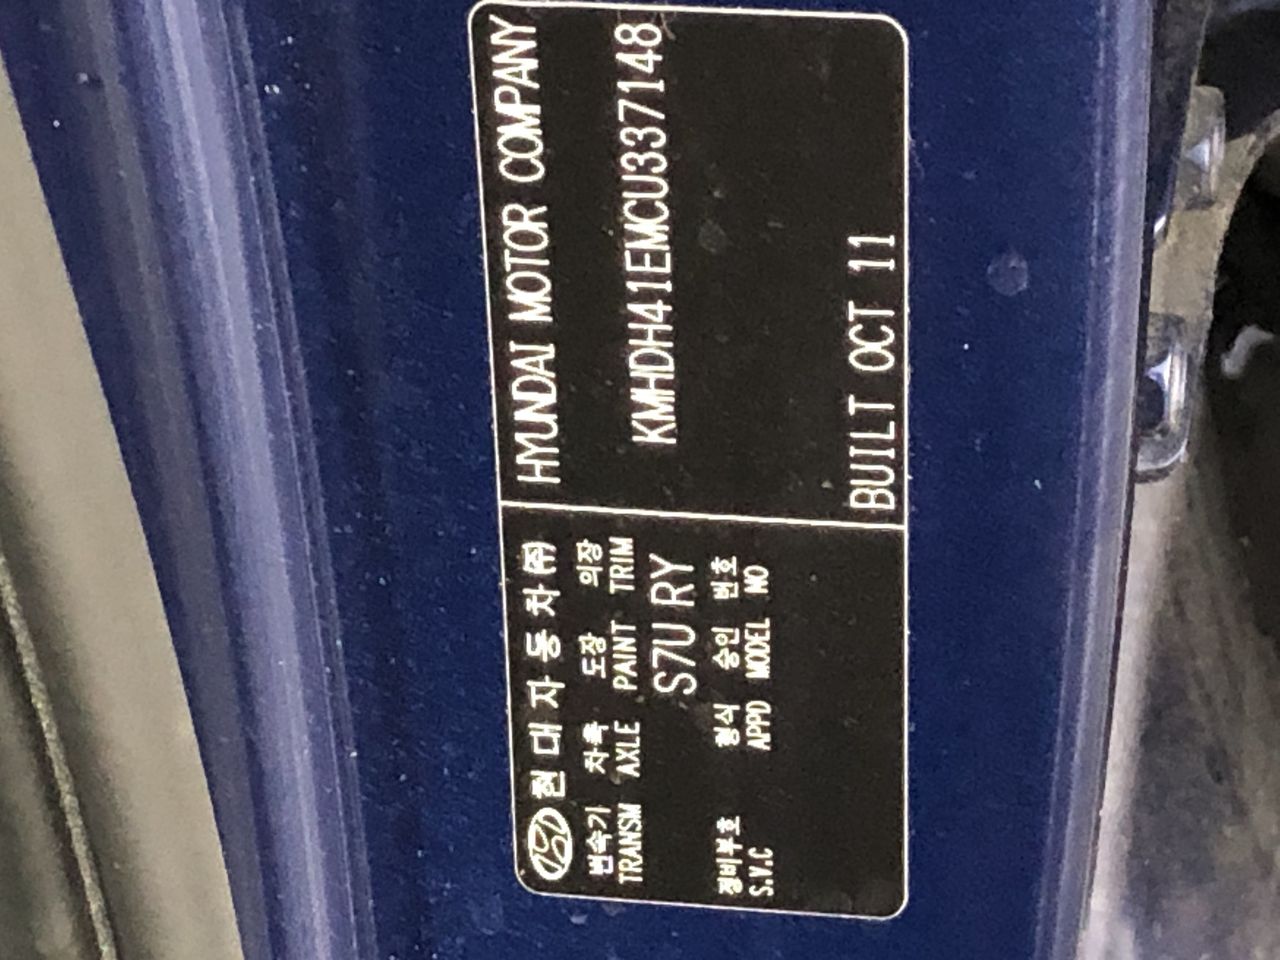 현대자동차㈜
변속기 차축 도장 의장
TRANSM AXLE PAINT TRIM
S7U RY
정비부호 형식 승인 번호
S.V.C APPD MODEL NO
HYUNDAI MOTOR COMPANY
KMHDH41EMCU337148
BUILT OCT 11